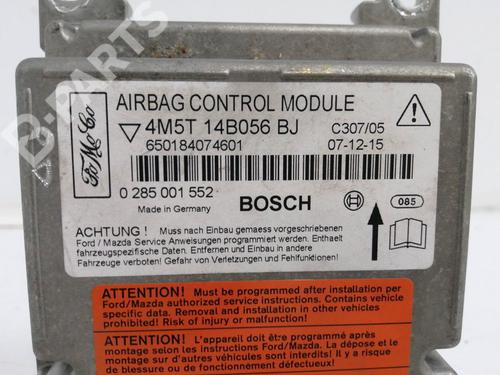 B-PARTS
FoMoCo
AIRBAG CONTROL MODULE
4M5T 14B056 BJ
C307/05
650184074601
07-12-15
0 285 001 552
BOSCH
085
Made in Germany
ACHTUNG ! Muss nach Einbau gemaess vorgeschriebenen
Ford / Mazda Service Anweisungen programmiert werden. Enthaelt
fahrzeugspezifische Daten. Entfernen und Einbau in andere
Fahrzeuge verboten! Gefahr von Verletzungen und Fehlfunktionen!
ATTENTION! Must be programmed after installation per
Ford/Mazda authorized service instructions. Contains vehicle
specific data. Removal and installation in other vehicles
prohibited! Risk of injury or malfunction!
ATTENTION! L'appareil doit être programmé après
montage selon les instructions Ford/Mazda. La dépose et le
montage sur d'autres véhicules sont interdits! Il y a risque
de blessure ou de fonctionnement